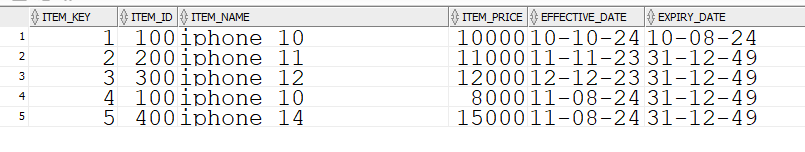 ITEM_KEY ITEM_ID ITEM_NAME ITEM_PRICE EFFECTIVE_DATE EXPIRY_DATE
1 1 100 iphone 10 10000 10-10-24 10-08-24
2 2 200 iphone 11 11000 11-11-23 31-12-49
3 3 300 iphone 12 12000 12-12-23 31-12-49
4 4 100 iphone 10 8000 11-08-24 31-12-49
5 5 400 iphone 14 15000 11-08-24 31-12-49